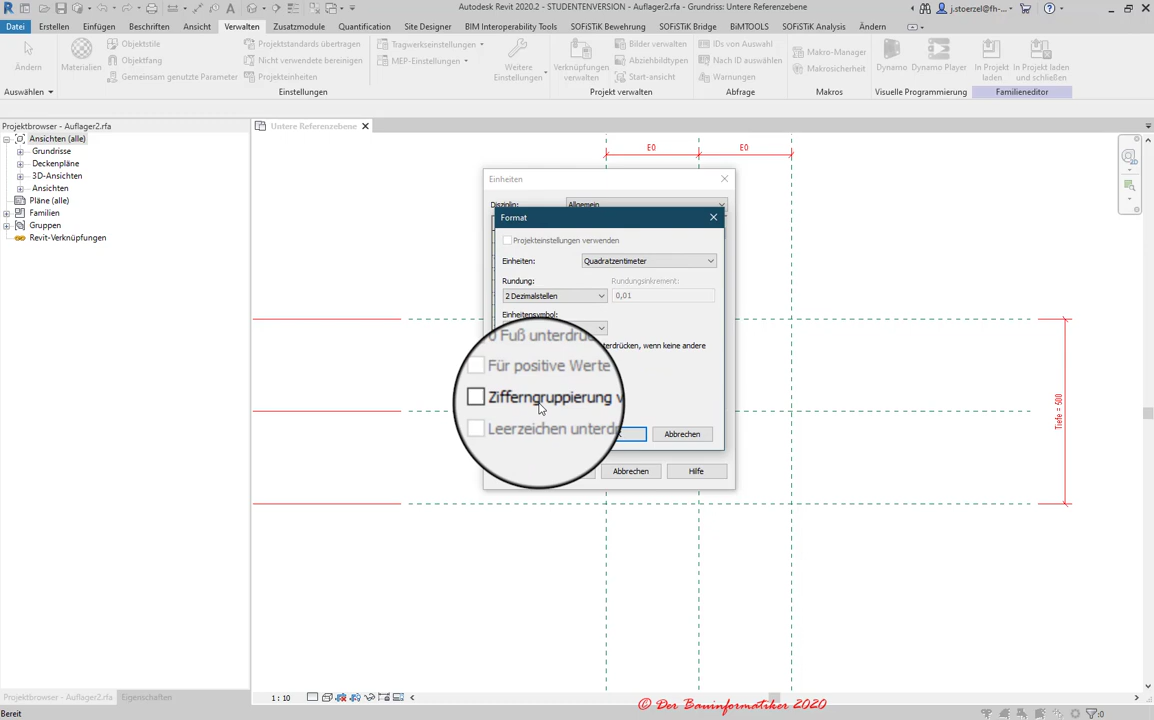 Autodesk Revit 2020.2 - STUDENTENVERSION - Auflager2.rfa - Grundriss: Untere Referenzebene
j.stoerzel@fh-...
Datei Erstellen Einfügen Beschriften Ansicht Verwalten Zusatzmodule Quantification Site Designer BIM Interoperability Tools SOFiSTiK Bewehrung SOFiSTiK Bridge BiMTOOLS SOFiSTiK Analysis Ändern
Ändern
Materialien
Objektstile
Objektfang
Gemeinsam genutzte Parameter
Projektstandards übertragen
Nicht verwendete bereinigen
Projekteinheiten
Tragwerkseinstellungen
MEP-Einstellungen
Weitere
Einstellungen
Verknüpfungen
verwalten
Bilder verwalten
Abziehbildtypen
Start-ansicht
IDs von Auswahl
Nach ID auswählen
Warnungen
Makro-Manager
Makrosicherheit
Dynamo Dynamo Player
In Projekt
laden
In Projekt laden
und schließen
Auswählen Einstellungen Projekt verwalten Abfrage Makros Visuelle Programmierung Familieneditor
Projektbrowser - Auflager2.rfa
Untere Referenzebene
Ansichten (alle)
Grundrisse
Deckenpläne
3D-Ansichten
Ansichten
Pläne (alle)
Familien
Gruppen
Revit-Verknüpfungen
EQ EQ
Einheiten
Disziplin: Allgemein
Format
Projekteinstellungen verwenden
Einheiten: Quadratzentimeter
Rundung: Rundungsinkrement:
2 Dezimalstellen 0,01
Einheitensymbol:
0 Fuß unterdrü
terdrücken, wenn keine andere
Für positive Werte
Zifferngruppierung v
Leerzeichen unterdr
Abbrechen
Abbrechen Hilfe
Tiefe = 500
Projektbrowser - Auflager2.rfa Eigenschaften
1 : 10
© Der Bauinformatiker 2020
Bereit
:0